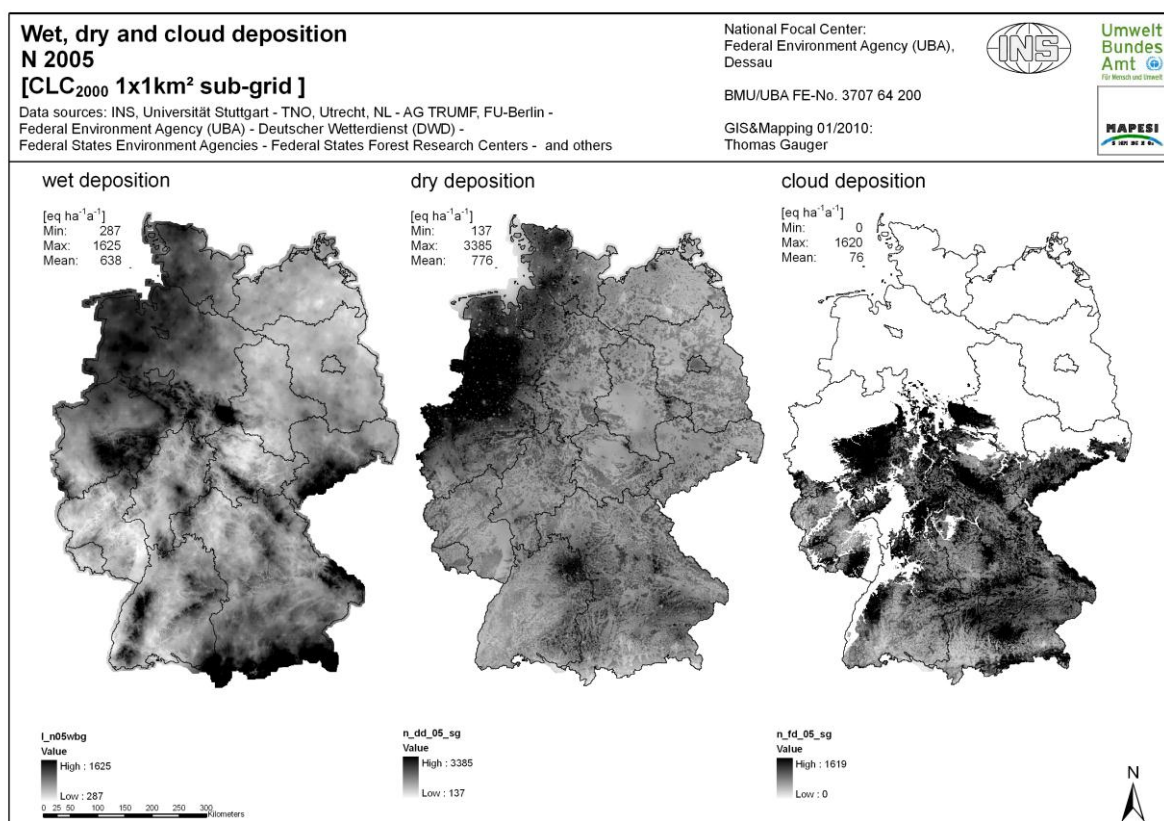 Wet, dry and cloud deposition
N 2005
[CLC2000 1x1km² sub-grid ]
Data sources: INS, Universität Stuttgart - TNO, Utrecht, NL - AG TRUMF, FU-Berlin -
Federal Environment Agency (UBA) - Deutscher Wetterdienst (DWD) -
Federal States Environment Agencies - Federal States Forest Research Centers -  and others
National Focal Center:
Federal Environment Agency (UBA),
Dessau
BMU/UBA FE-No. 3707 64 200
GIS&Mapping 01/2010:
Thomas Gauger
INS
Umwelt
Bundes
Amt
Für Mensch und Umwelt
MAPESI
wet deposition
[eq ha⁻¹a⁻¹]
Min: 287
Max: 1625
Mean: 638
dry deposition
[eq ha⁻¹a⁻¹]
Min: 137
Max: 3385
Mean: 776
cloud deposition
[eq ha⁻¹a⁻¹]
Min: 0
Max: 1620
Mean: 76
l_n05wbg
Value
High : 1625
Low : 287
0 25 50 100 150 200 250 300
Kilometers
n_dd_05_sg
Value
High : 3385
Low : 137
n_fd_05_sg
Value
High : 1619
Low : 0
N